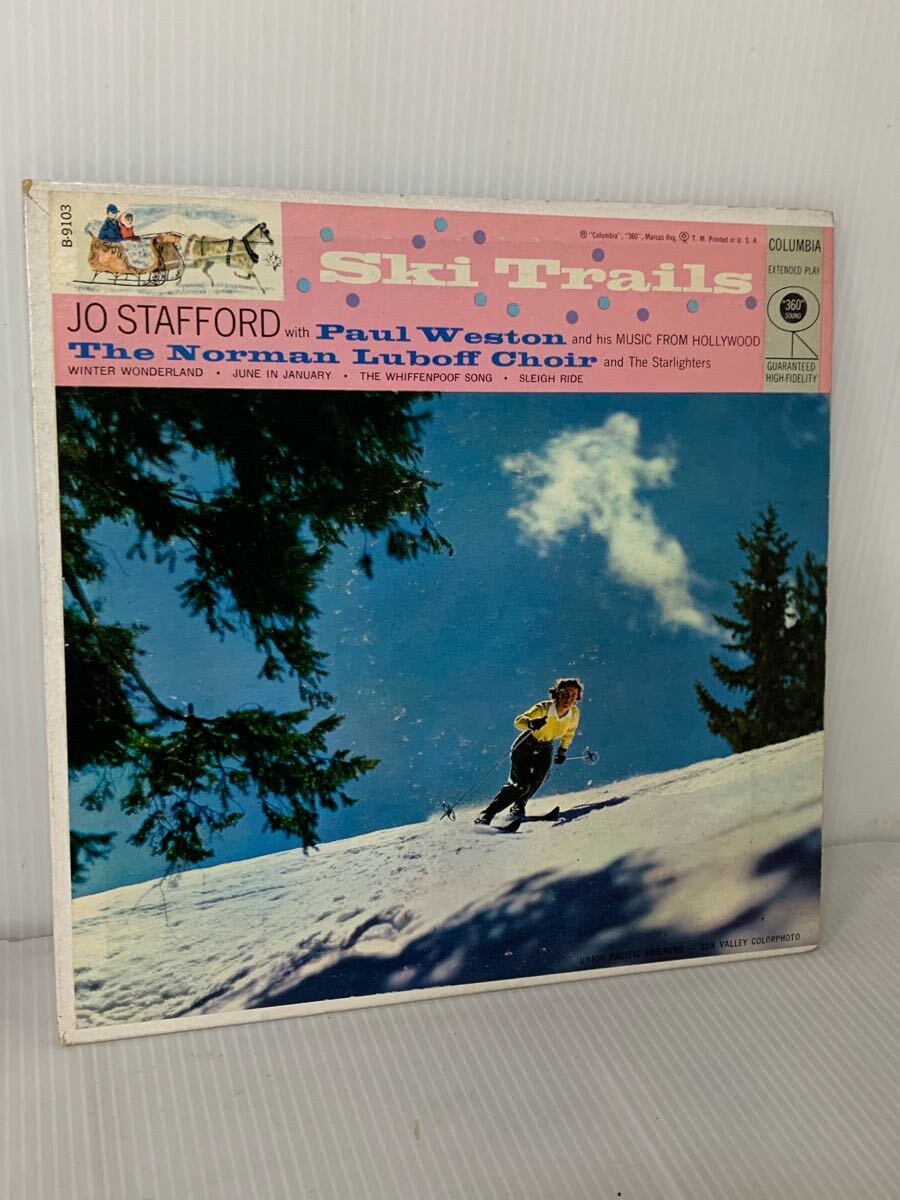 B-9103
® "Columbia", "360", Marcas Reg. Ⓟ T. M. Printed in U. S. A.
Ski Trails
COLUMBIA
EXTENDED PLAY
"360"
SOUND
GUARANTEED
HIGH-FIDELITY
JO STAFFORD with Paul Weston and his MUSIC FROM HOLLYWOOD
The Norman Luboff Choir and The Starlighters
WINTER WONDERLAND • JUNE IN JANUARY • THE WHIFFENPOOF SONG • SLEIGH RIDE
UNION PACIFIC RAILROAD — SUN VALLEY COLORPHOTO